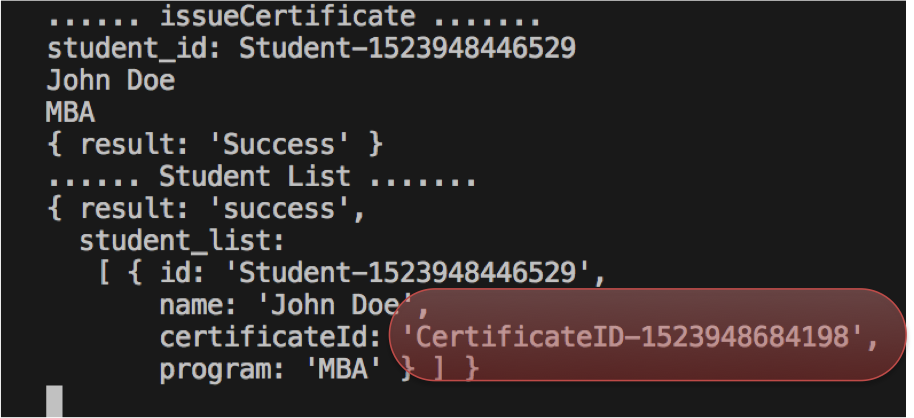 ...... issueCertificate .......
student_id: Student-1523948446529
John Doe
MBA
{ result: 'Success' }
...... Student List .......
{ result: 'success',
  student_list:
   [ { id: 'Student-1523948446529',
       name: 'John Doe',
       certificateId: 'CertificateID-1523948684198',
       program: 'MBA' } ] }